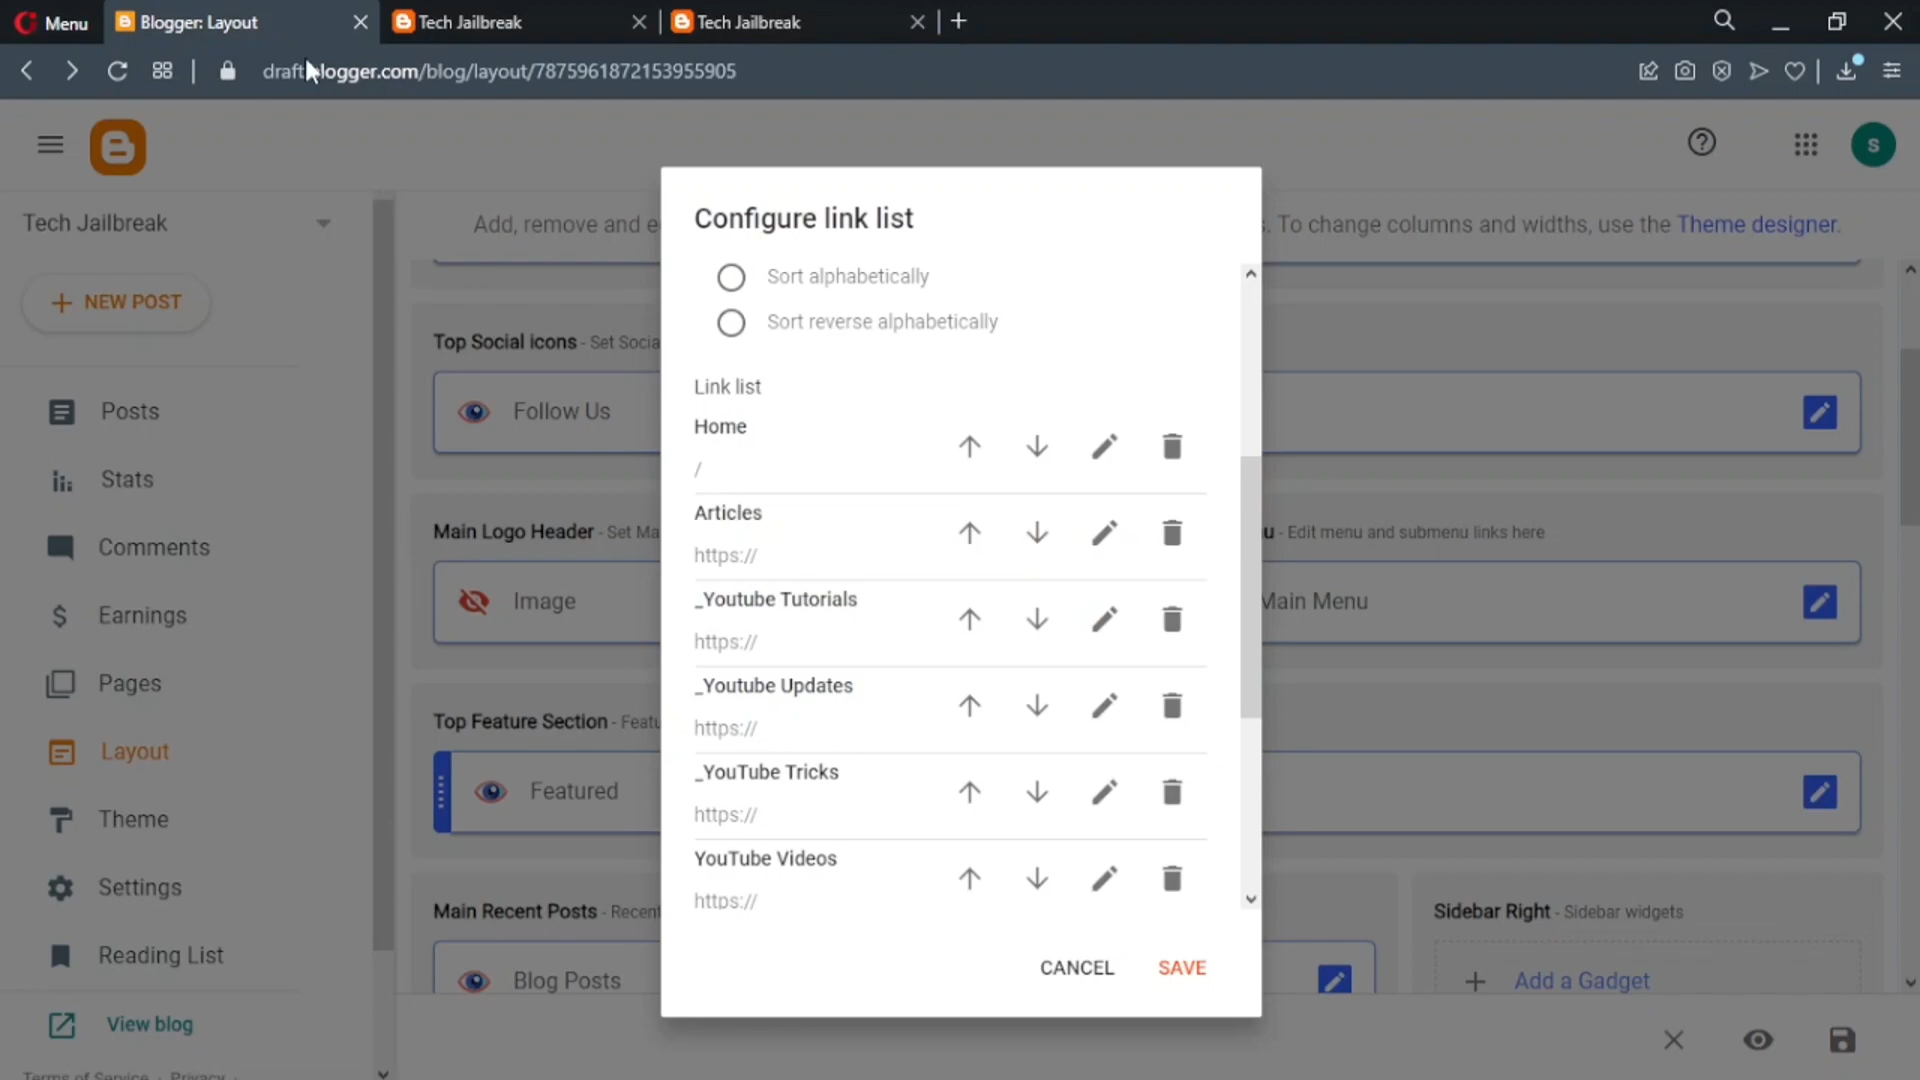 Menu
Blogger: Layout
Tech Jailbreak
Tech Jailbreak
logger.com/blog/layout/7875961872153955905
S
Tech Jailbreak
Add, remove and
To change columns and widths, use the Theme designer.
NEW POST
Posts
Stats
Comments
Earnings
Pages
Layout
Theme
Settings
Reading List
View blog
Terms of Service · Privacy ·
Top Social icons - Set
Follow Us
Main Logo Header - Set
Image
- Edit menu and submenu links here
Main Menu
Top Feature Section -
Featured
Main Recent Posts -
Blog Posts
Sidebar Right - Sidebar widgets
Add a Gadget
Configure link list
Sort alphabetically
Sort reverse alphabetically
Link list
Home
/
Articles
https://
_Youtube Tutorials
https://
_Youtube Updates
https://
_YouTube Tricks
https://
YouTube Videos
https://
CANCEL
SAVE